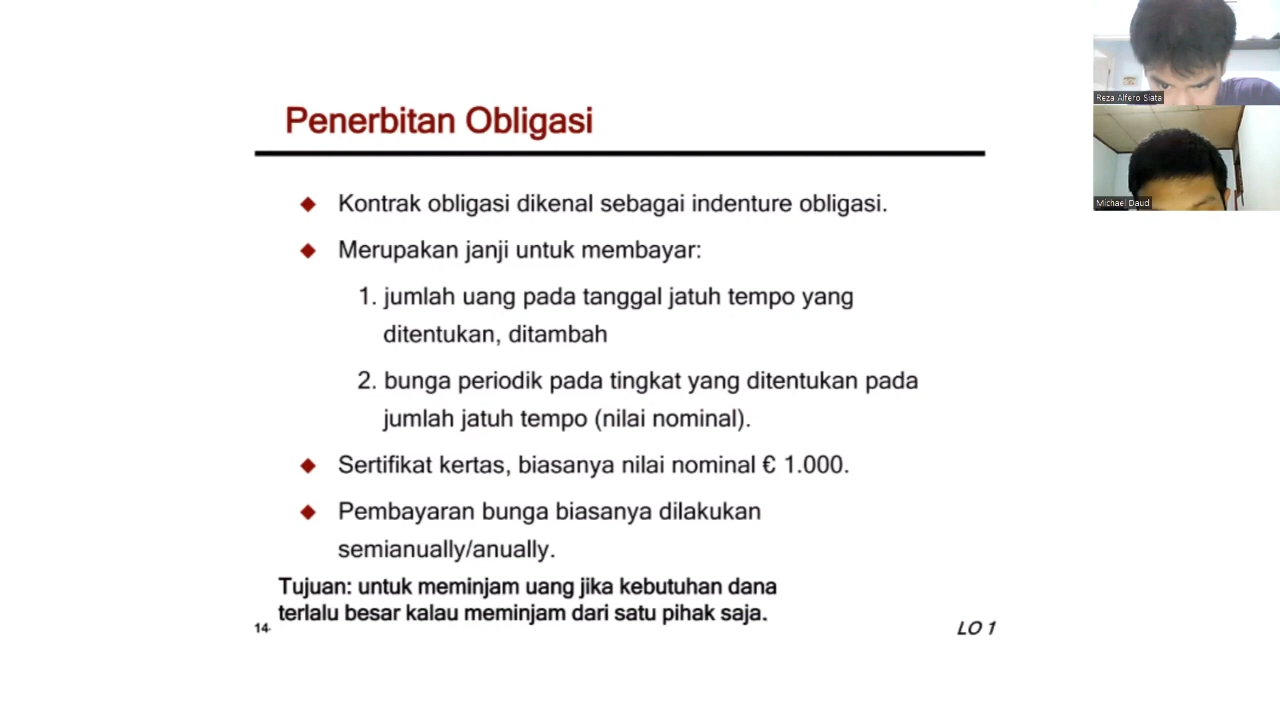 Penerbitan Obligasi
Kontrak obligasi dikenal sebagai indenture obligasi.
Merupakan janji untuk membayar:
1. jumlah uang pada tanggal jatuh tempo yang
ditentukan, ditambah
2. bunga periodik pada tingkat yang ditentukan pada
jumlah jatuh tempo (nilai nominal).
Sertifikat kertas, biasanya nilai nominal € 1.000.
Pembayaran bunga biasanya dilakukan
semianually/anually.
Tujuan: untuk meminjam uang jika kebutuhan dana
terlalu besar kalau meminjam dari satu pihak saja.
14-
LO 1
Reza Alfero Siata
Michael Daud